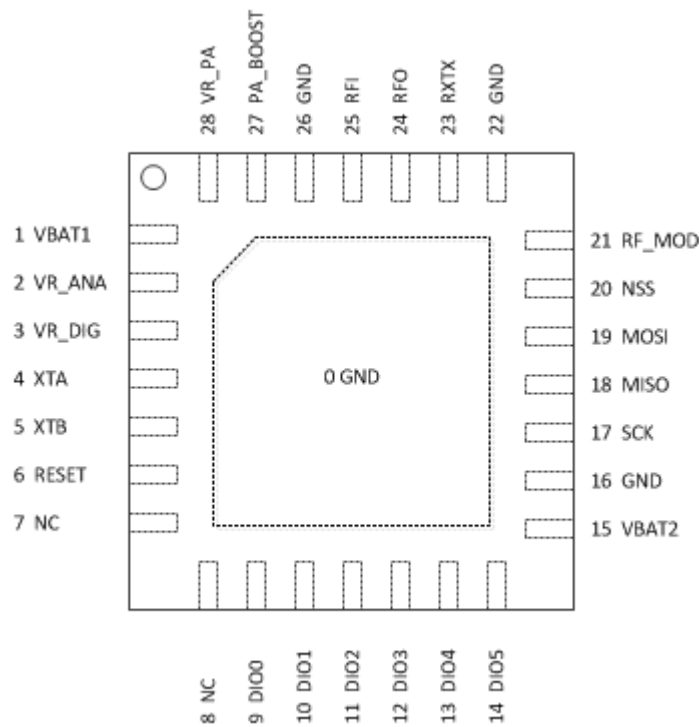 28 VR_PA
27 PA_BOOST
26 GND
25 RFI
24 RFO
23 RXTX
22 GND
1 VBAT1
2 VR_ANA
3 VR_DIG
4 XTA
5 XTB
6 RESET
7 NC
0 GND
21 RF_MOD
20 NSS
19 MOSI
18 MISO
17 SCK
16 GND
15 VBAT2
8 NC
9 DIO0
10 DIO1
11 DIO2
12 DIO3
13 DIO4
14 DIO5